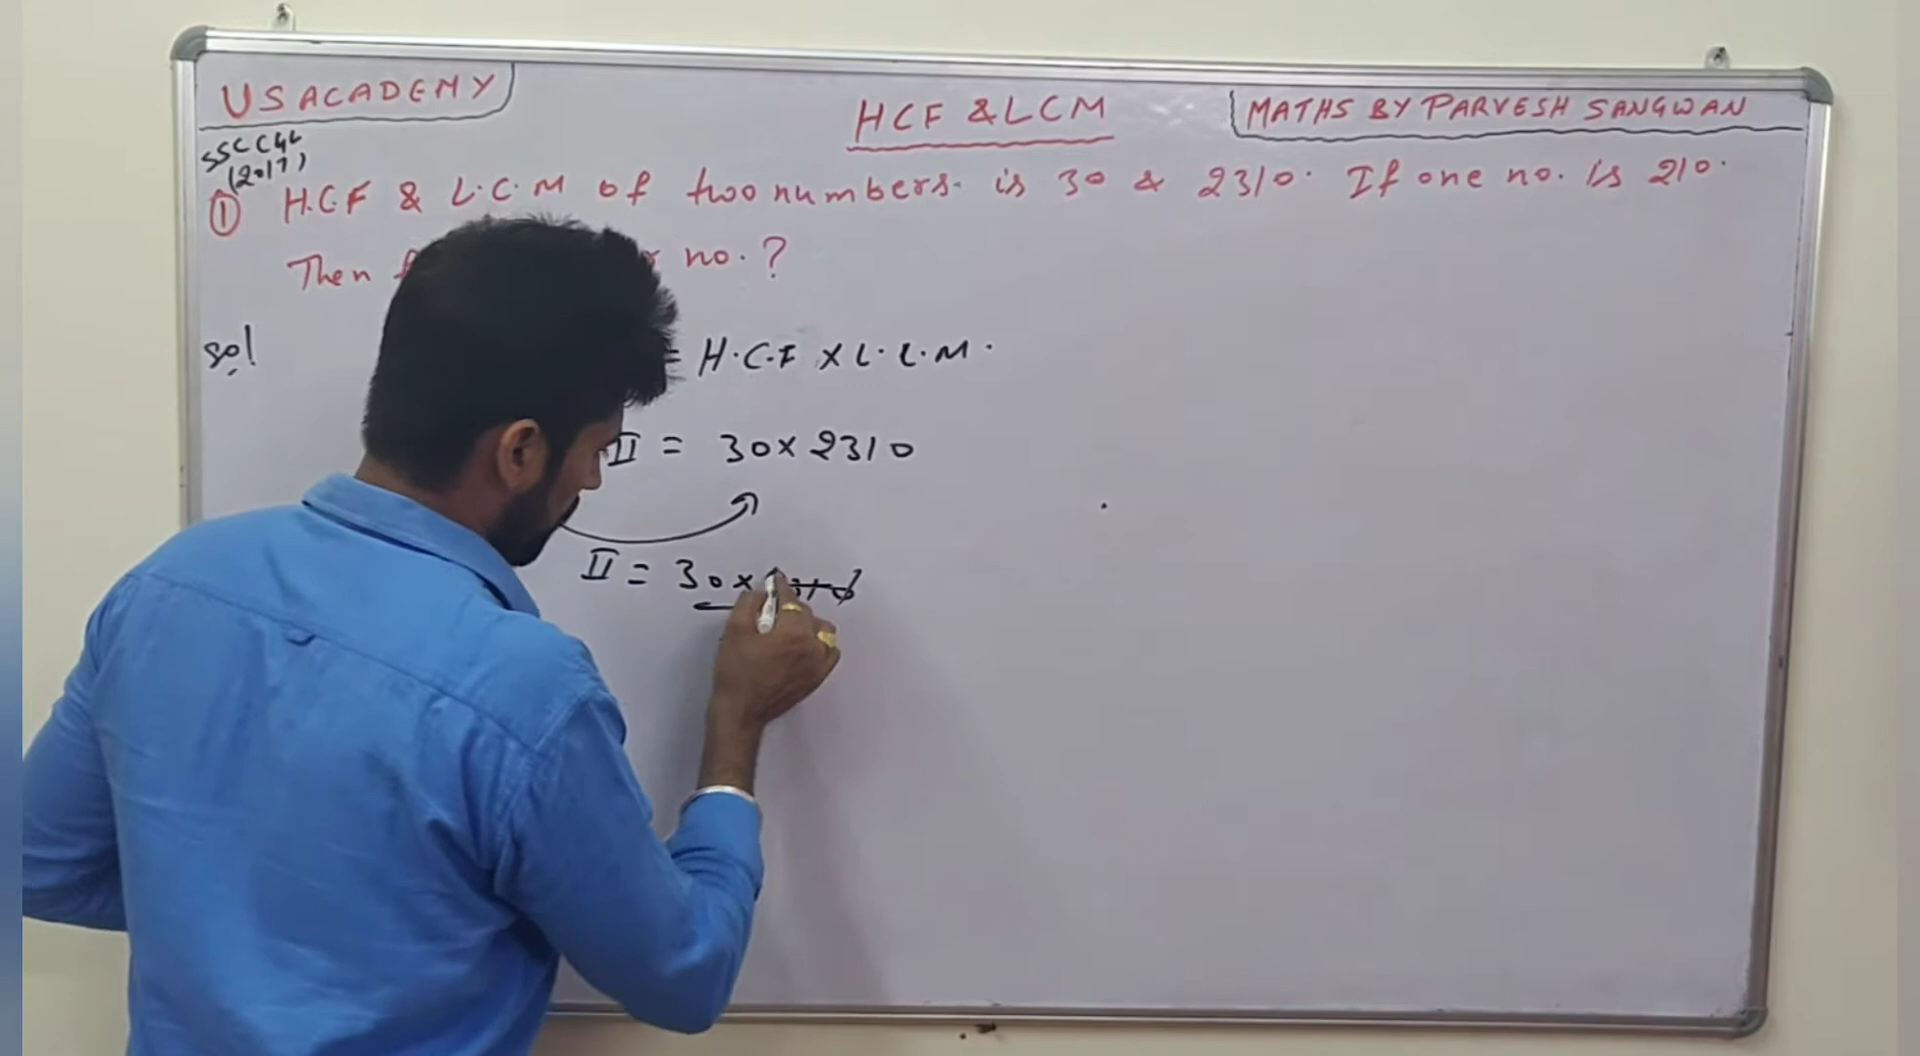 US ACADEMY
HCF & LCM
MATHS BY PARVESH SANGWAN
SSC CGL
(2017)
① H.C.F & L.C.M of two numbers. is 30 & 2310. If one no. is 210.
Then no. ?
Sol
= H.C.F × L.C.M.
II = 30×2310
II = 30×